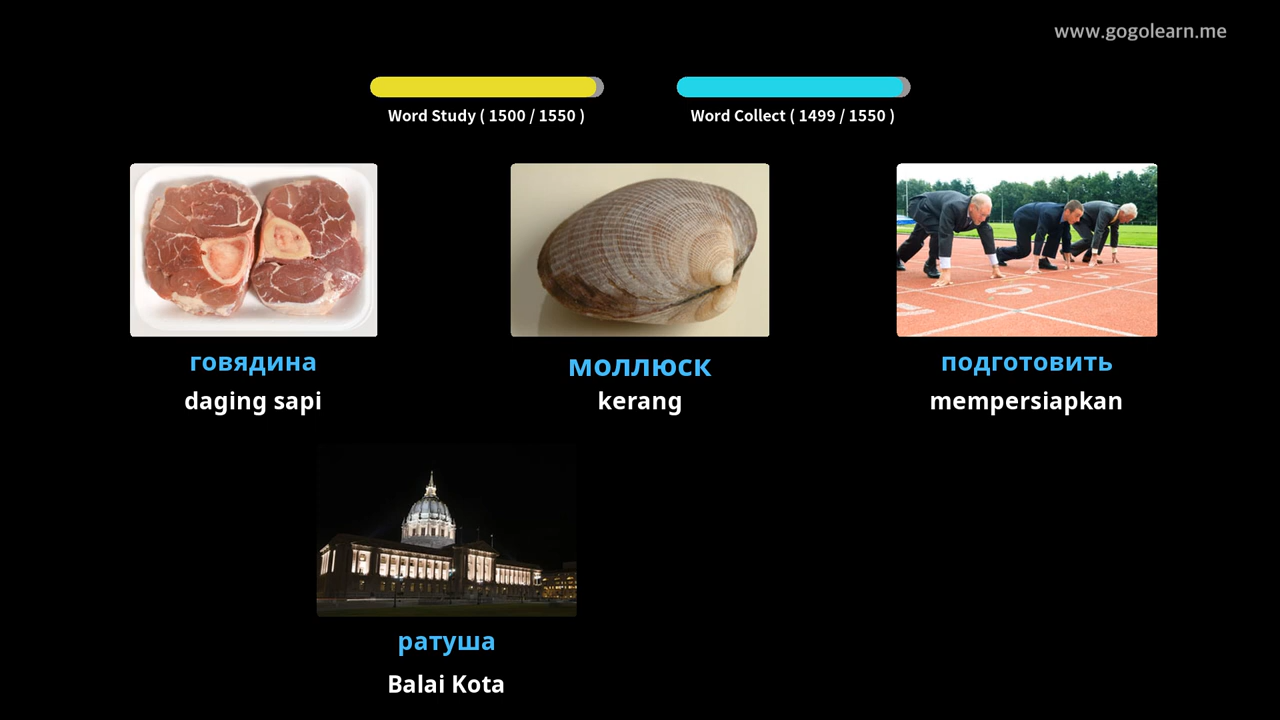 www.gogolearn.me
Word Study ( 1500 / 1550 )
Word Collect ( 1499 / 1550 )
говядина
daging sapi
моллюск
kerang
подготовить
mempersiapkan
ратуша
Balai Kota